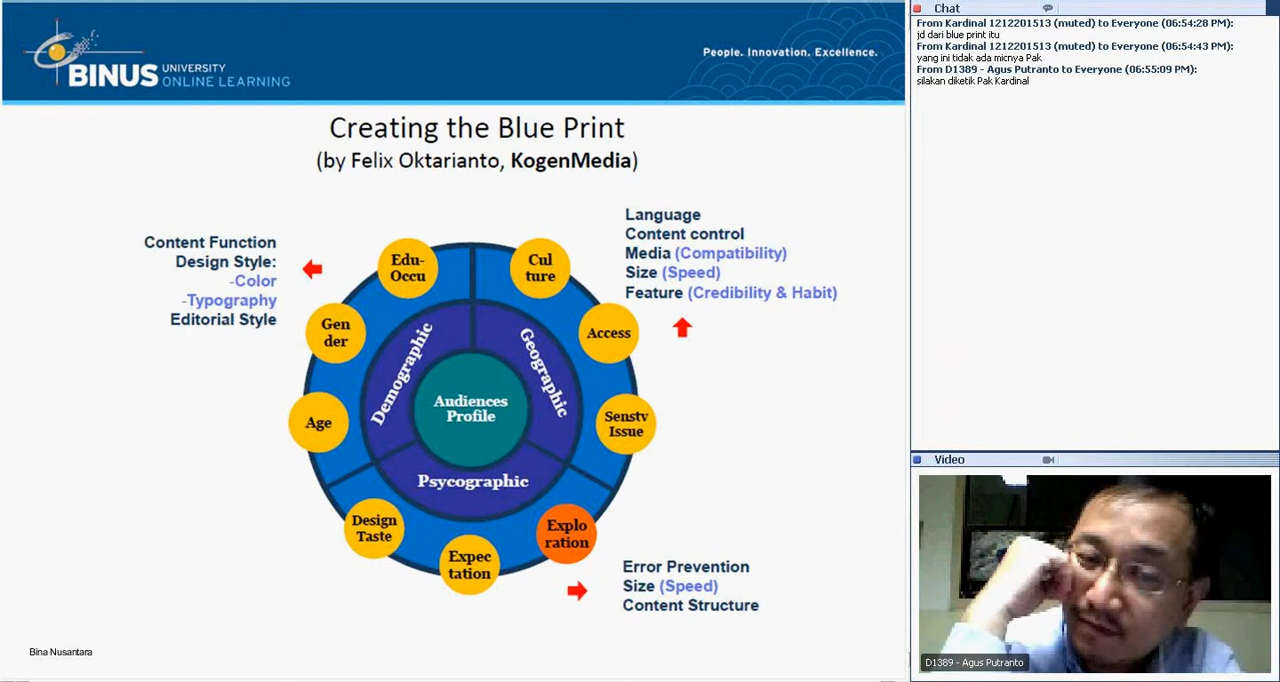 BINUS UNIVERSITY
ONLINE LEARNING
People. Innovation. Excellence.
Creating the Blue Print
(by Felix Oktarianto, KogenMedia)
Content Function
Design Style:
-Color
-Typography
Editorial Style
Language
Content control
Media (Compatibility)
Size (Speed)
Feature (Credibility & Habit)
Edu-
Occu
Cul
ture
Gen
der
Access
Age
Senstv
Issue
Demographic
Geographic
Audiences
Profile
Psycographic
Design
Taste
Expec
tation
Explo
ration
Error Prevention
Size (Speed)
Content Structure
Bina Nusantara
Chat
From Kardinal 1212201513 (muted) to Everyone (06:54:28 PM):
jd dari blue print itu
From Kardinal 1212201513 (muted) to Everyone (06:54:43 PM):
yang ini tidak ada micnya Pak
From D1389 - Agus Putranto to Everyone (06:55:09 PM):
silakan diketik Pak Kardinal
Video
D1389 - Agus Putranto